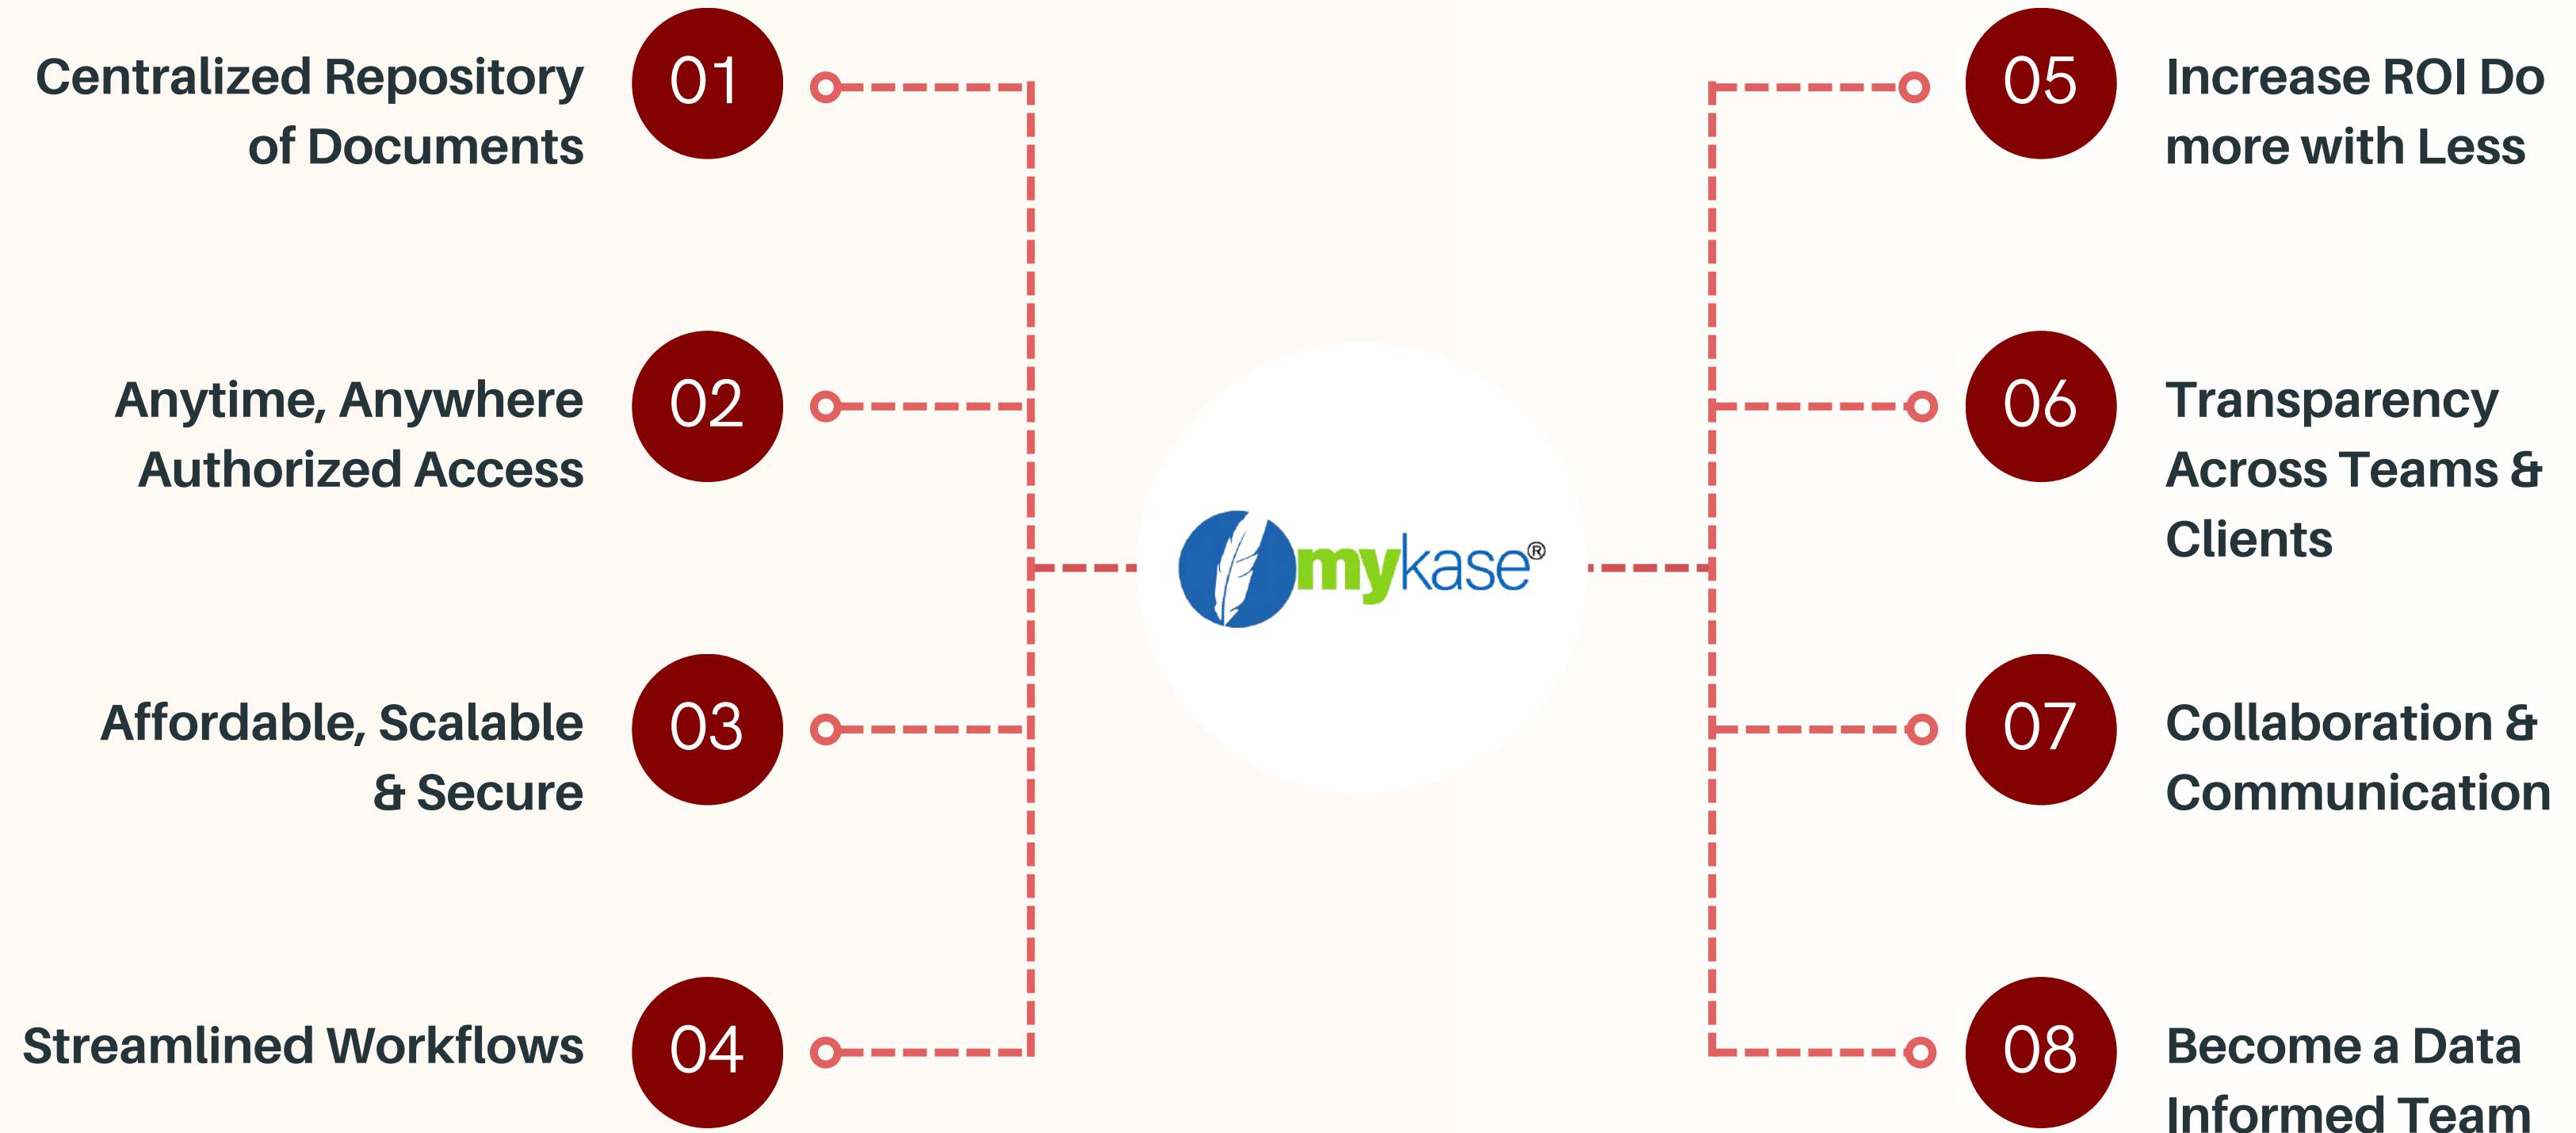 Centralized Repository
of Documents
01
Anytime, Anywhere
Authorized Access
02
Affordable, Scalable
& Secure
03
Streamlined Workflows
04
mykase®
05
Increase ROI Do
more with Less
06
Transparency
Across Teams &
Clients
07
Collaboration &
Communication
08
Become a Data
Informed Team